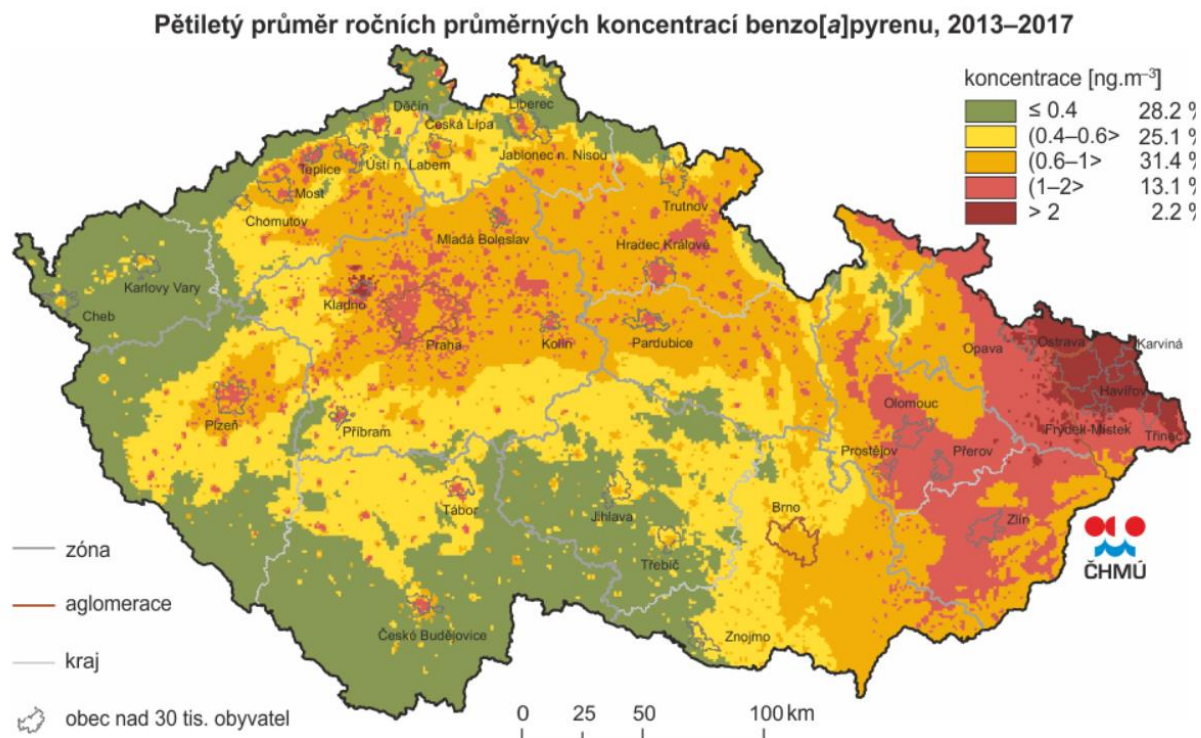 Pětiletý průměr ročních průměrných koncentrací benzo[a]pyrenu, 2013–2017
koncentrace [ng.m⁻³]
≤ 0.4 28.2 %
(0.4–0.6> 25.1 %
(0.6–1> 31.4 %
(1–2> 13.1 %
> 2 2.2 %
Děčín
Liberec
Česká Lípa
Teplice
Ústí n. Labem
Jablonec n. Nisou
Most
Chomutov
Trutnov
Mladá Boleslav
Hradec Králové
Karlovy Vary
Kladno
Cheb
Praha
Kolín
Pardubice
Opava
Ostrava
Karviná
Havířov
Olomouc
Frýdek-Místek
Třinec
Plzeň
Příbram
Prostějov
Přerov
Tábor
Jihlava
Brno
Zlín
Třebíč
České Budějovice
Znojmo
ČHMÚ
zóna
aglomerace
kraj
obec nad 30 tis. obyvatel
0 25 50 100 km